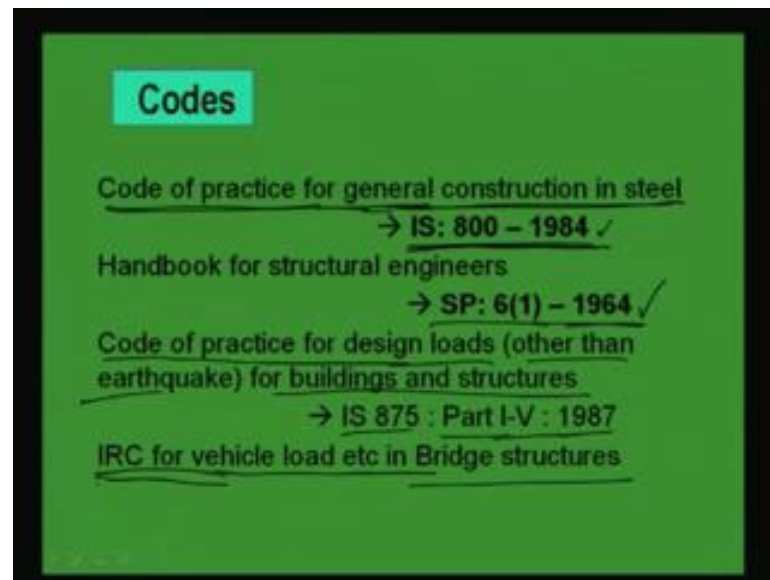 Codes
Code of practice for general construction in steel
→ IS: 800 – 1984 ✓
Handbook for structural engineers
→ SP: 6(1) – 1964 ✓
Code of practice for design loads (other than
earthquake) for buildings and structures
→ IS 875 : Part I-V : 1987
IRC for vehicle load etc in Bridge structures